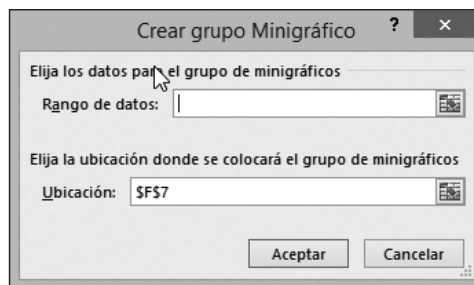 Crear grupo Minigráfico ? ×
Elija los datos para el grupo de minigráficos
Rango de datos:
Elija la ubicación donde se colocará el grupo de minigráficos
Ubicación: $F$7
Aceptar Cancelar